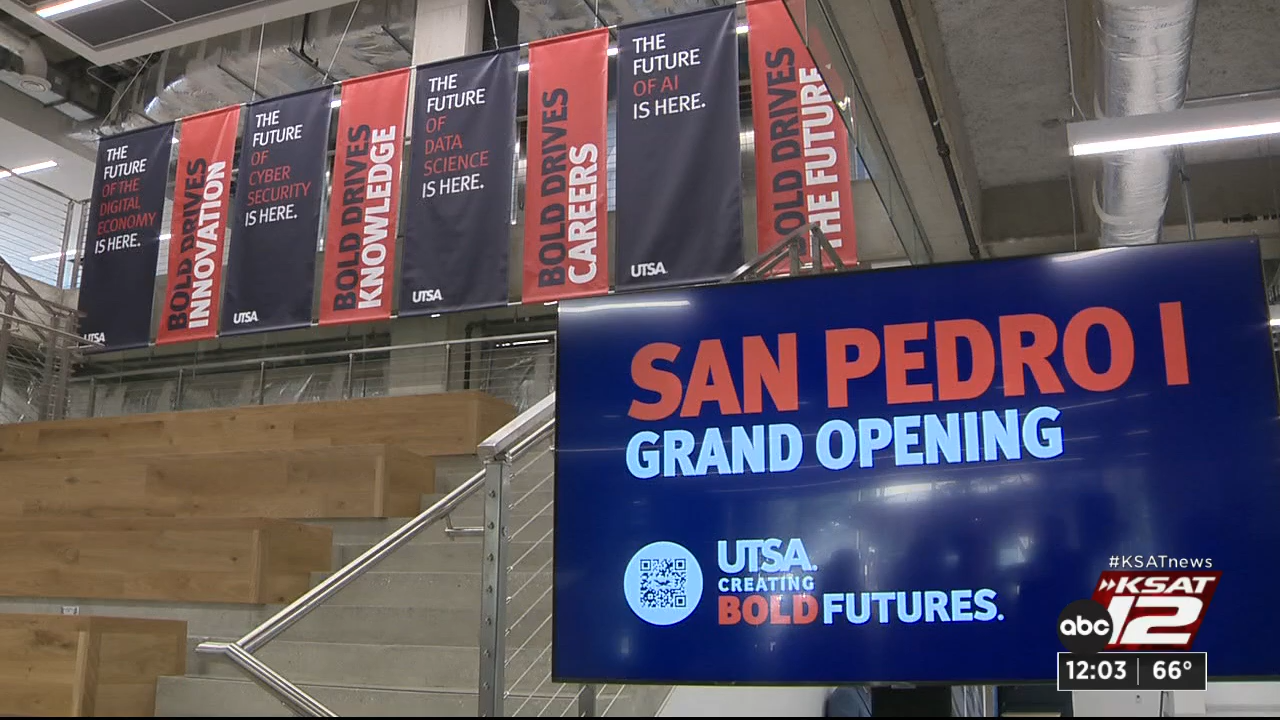 THE
FUTURE
OF THE
DIGITAL
ECONOMY
IS HERE.
UTSA
BOLD DRIVES
INNOVATION
THE
FUTURE
OF
CYBER
SECURITY
IS HERE.
UTSA
BOLD DRIVES
KNOWLEDGE
THE
FUTURE
OF
DATA
SCIENCE
IS HERE.
UTSA
BOLD DRIVES
CAREERS
THE
FUTURE
OF AI
IS HERE.
UTSA
BOLD DRIVES
THE FUTURE
SAN PEDRO I
GRAND OPENING
UTSA.
CREATING
BOLD FUTURES.
#KSATnews
KSAT
abc 12
12:03 66°